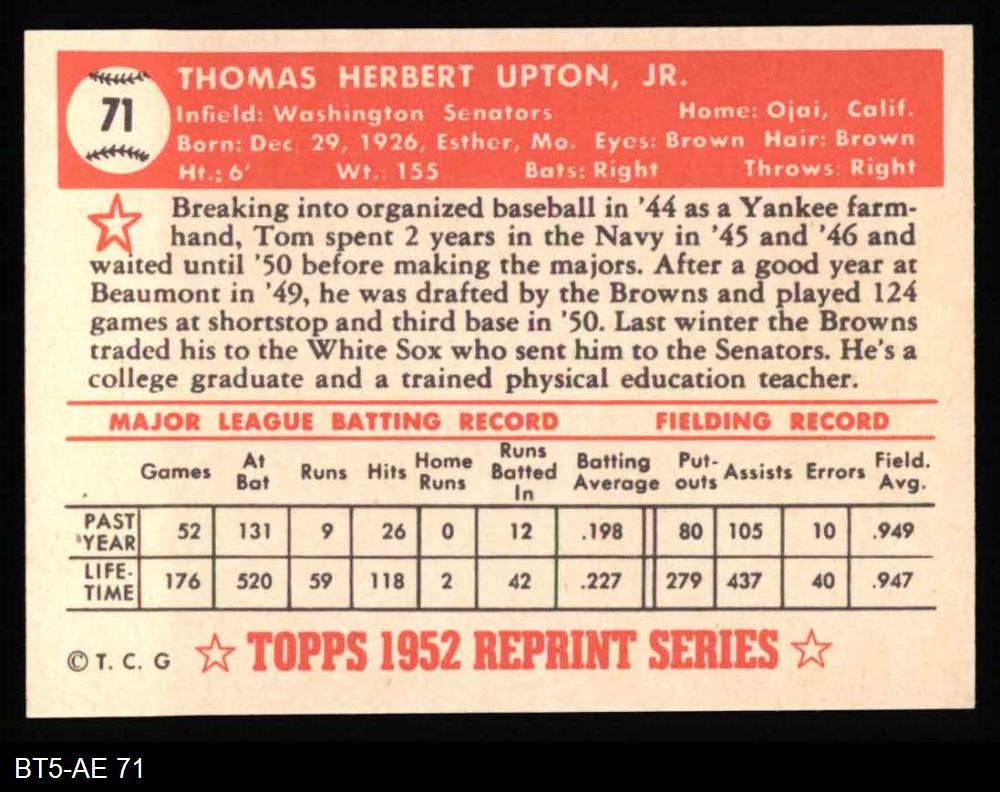 71
THOMAS HERBERT UPTON, JR.
Infield: Washington Senators Home: Ojai, Calif.
Born: Dec. 29, 1926, Esther, Mo. Eyes: Brown Hair: Brown
Ht.: 6' Wt.: 155 Bats: Right Throws: Right
Breaking into organized baseball in '44 as a Yankee farm-
hand, Tom spent 2 years in the Navy in '45 and '46 and
waited until '50 before making the majors. After a good year at
Beaumont in '49, he was drafted by the Browns and played 124
games at shortstop and third base in '50. Last winter the Browns
traded his to the White Sox who sent him to the Senators. He's a
college graduate and a trained physical education teacher.
MAJOR LEAGUE BATTING RECORD FIELDING RECORD
Games At Bat Runs Hits Home Runs Runs Batted In Batting Average Put-outs Assists Errors Field. Avg.
PAST YEAR 52 131 9 26 0 12 .198 80 105 10 .949
LIFE-TIME 176 520 59 118 2 42 .227 279 437 40 .947
© T. C. G TOPPS 1952 REPRINT SERIES
BT5-AE 71